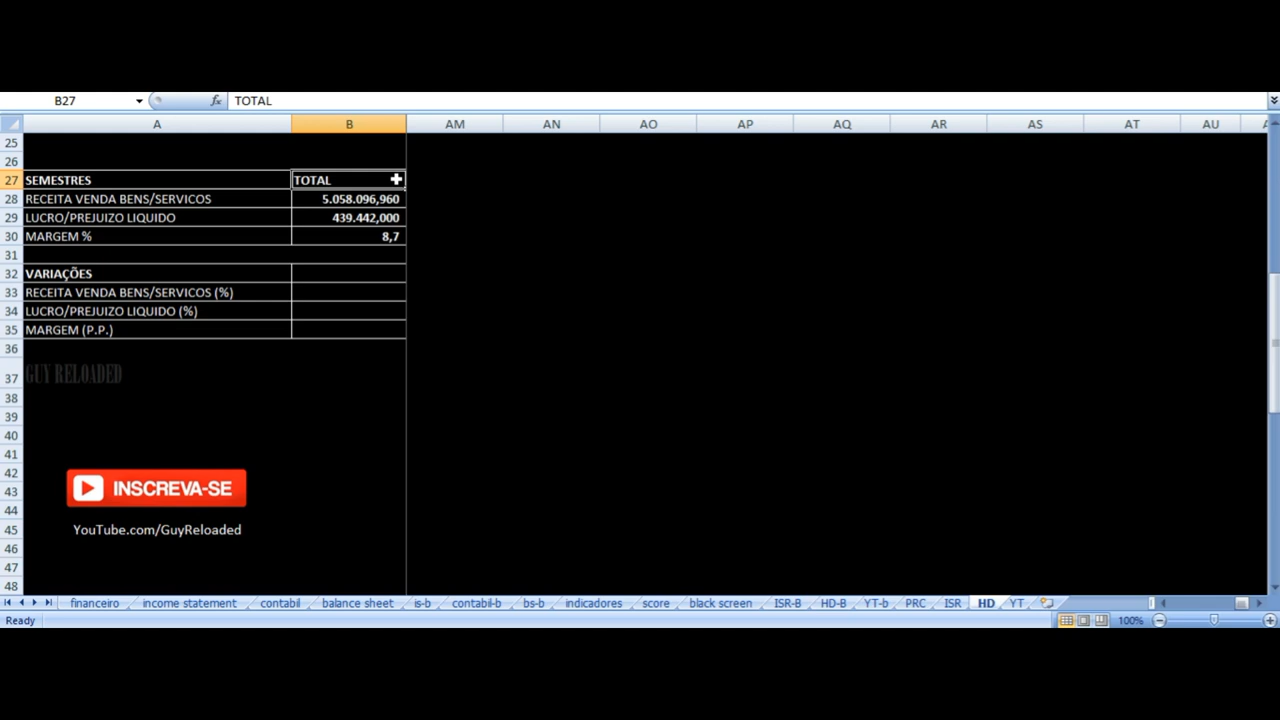 B27 fx TOTAL
A B AM AN AO AP AQ AR AS AT AU
25
26
27 SEMESTRES TOTAL
28 RECEITA VENDA BENS/SERVICOS 5.058.096,960
29 LUCRO/PREJUIZO LIQUIDO 439.442,000
30 MARGEM % 8,7
31
32 VARIAÇÕES
33 RECEITA VENDA BENS/SERVICOS (%)
34 LUCRO/PREJUIZO LIQUIDO (%)
35 MARGEM (P.P.)
36
37 GUY RELOADED
38
39
40
41
42
43 INSCREVA-SE
44
45 YouTube.com/GuyReloaded
46
47
48
financeiro income statement contabil balance sheet is-b contabil-b bs-b indicadores score black screen ISR-B HD-B YT-b PRC ISR HD YT
Ready 100%